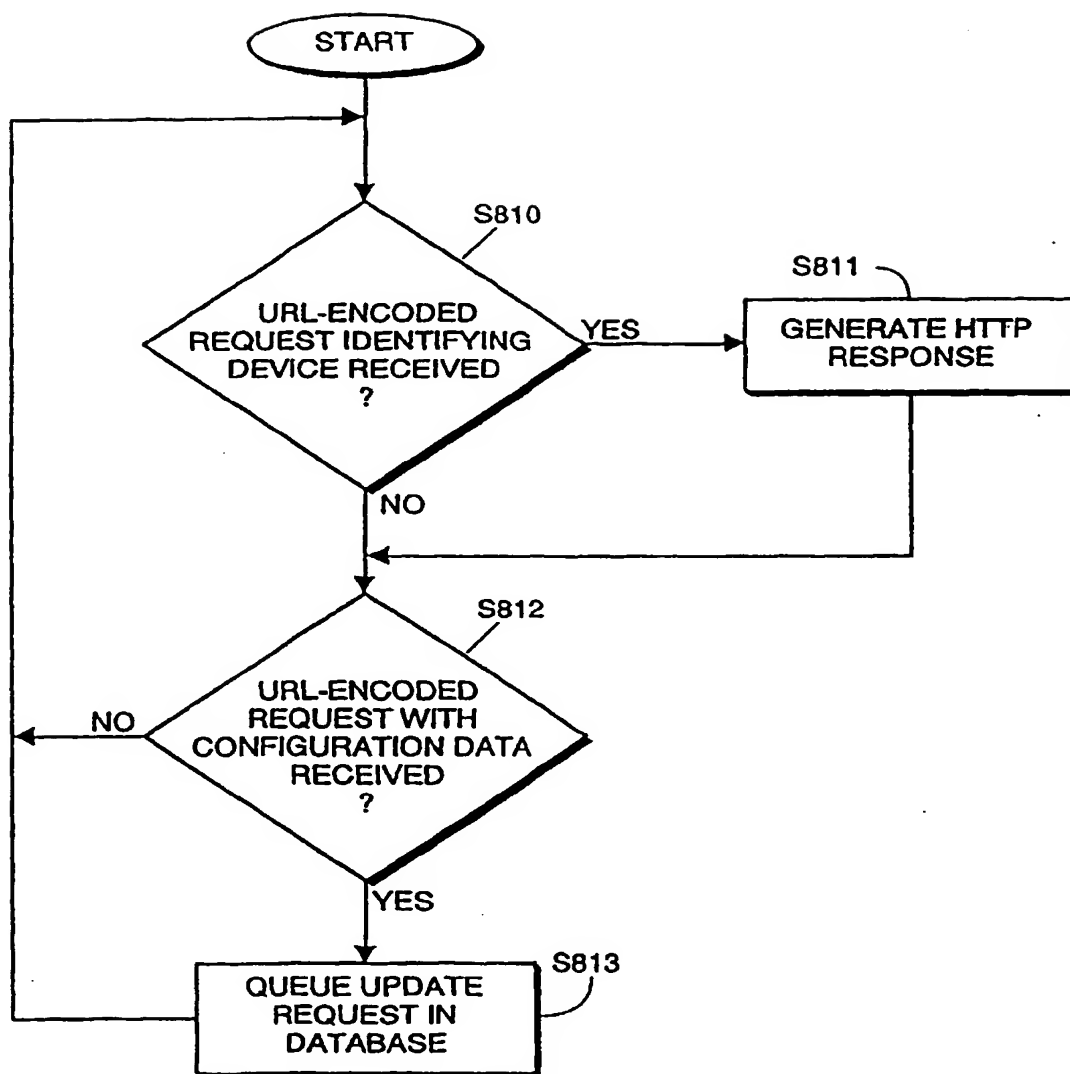 START
S810
URL-ENCODED
REQUEST IDENTIFYING
DEVICE RECEIVED
?
YES
S811
GENERATE HTTP
RESPONSE
NO
S812
URL-ENCODED
REQUEST WITH
CONFIGURATION DATA
RECEIVED
?
NO
YES
S813
QUEUE UPDATE
REQUEST IN
DATABASE